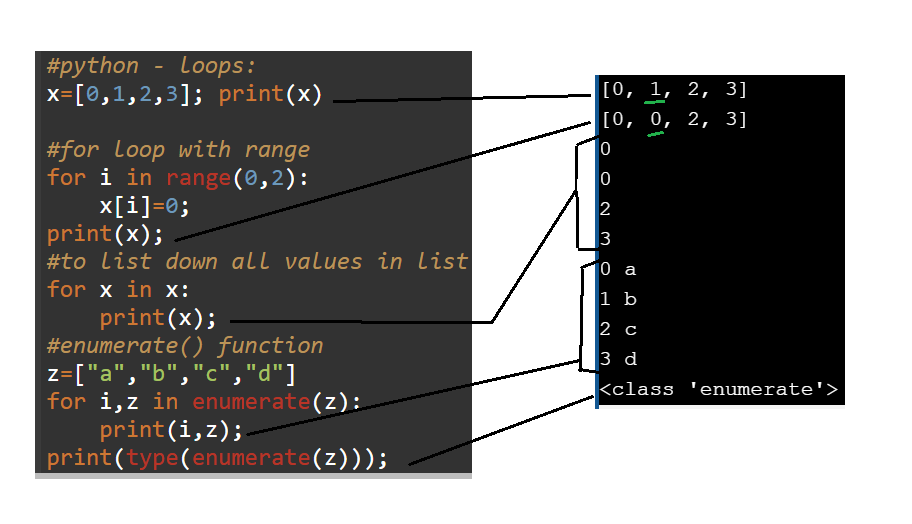 #python - loops:
x=[0,1,2,3]; print(x)
#for loop with range
for i in range(0,2):
    x[i]=0;
print(x);
#to list down all values in list
for x in x:
    print(x);
#enumerate() function
z=["a","b","c","d"]
for i,z in enumerate(z):
    print(i,z);
print(type(enumerate(z)));
[0, 1, 2, 3]
[0, 0, 2, 3]
0
0
2
3
0 a
1 b
2 c
3 d
<class 'enumerate'>